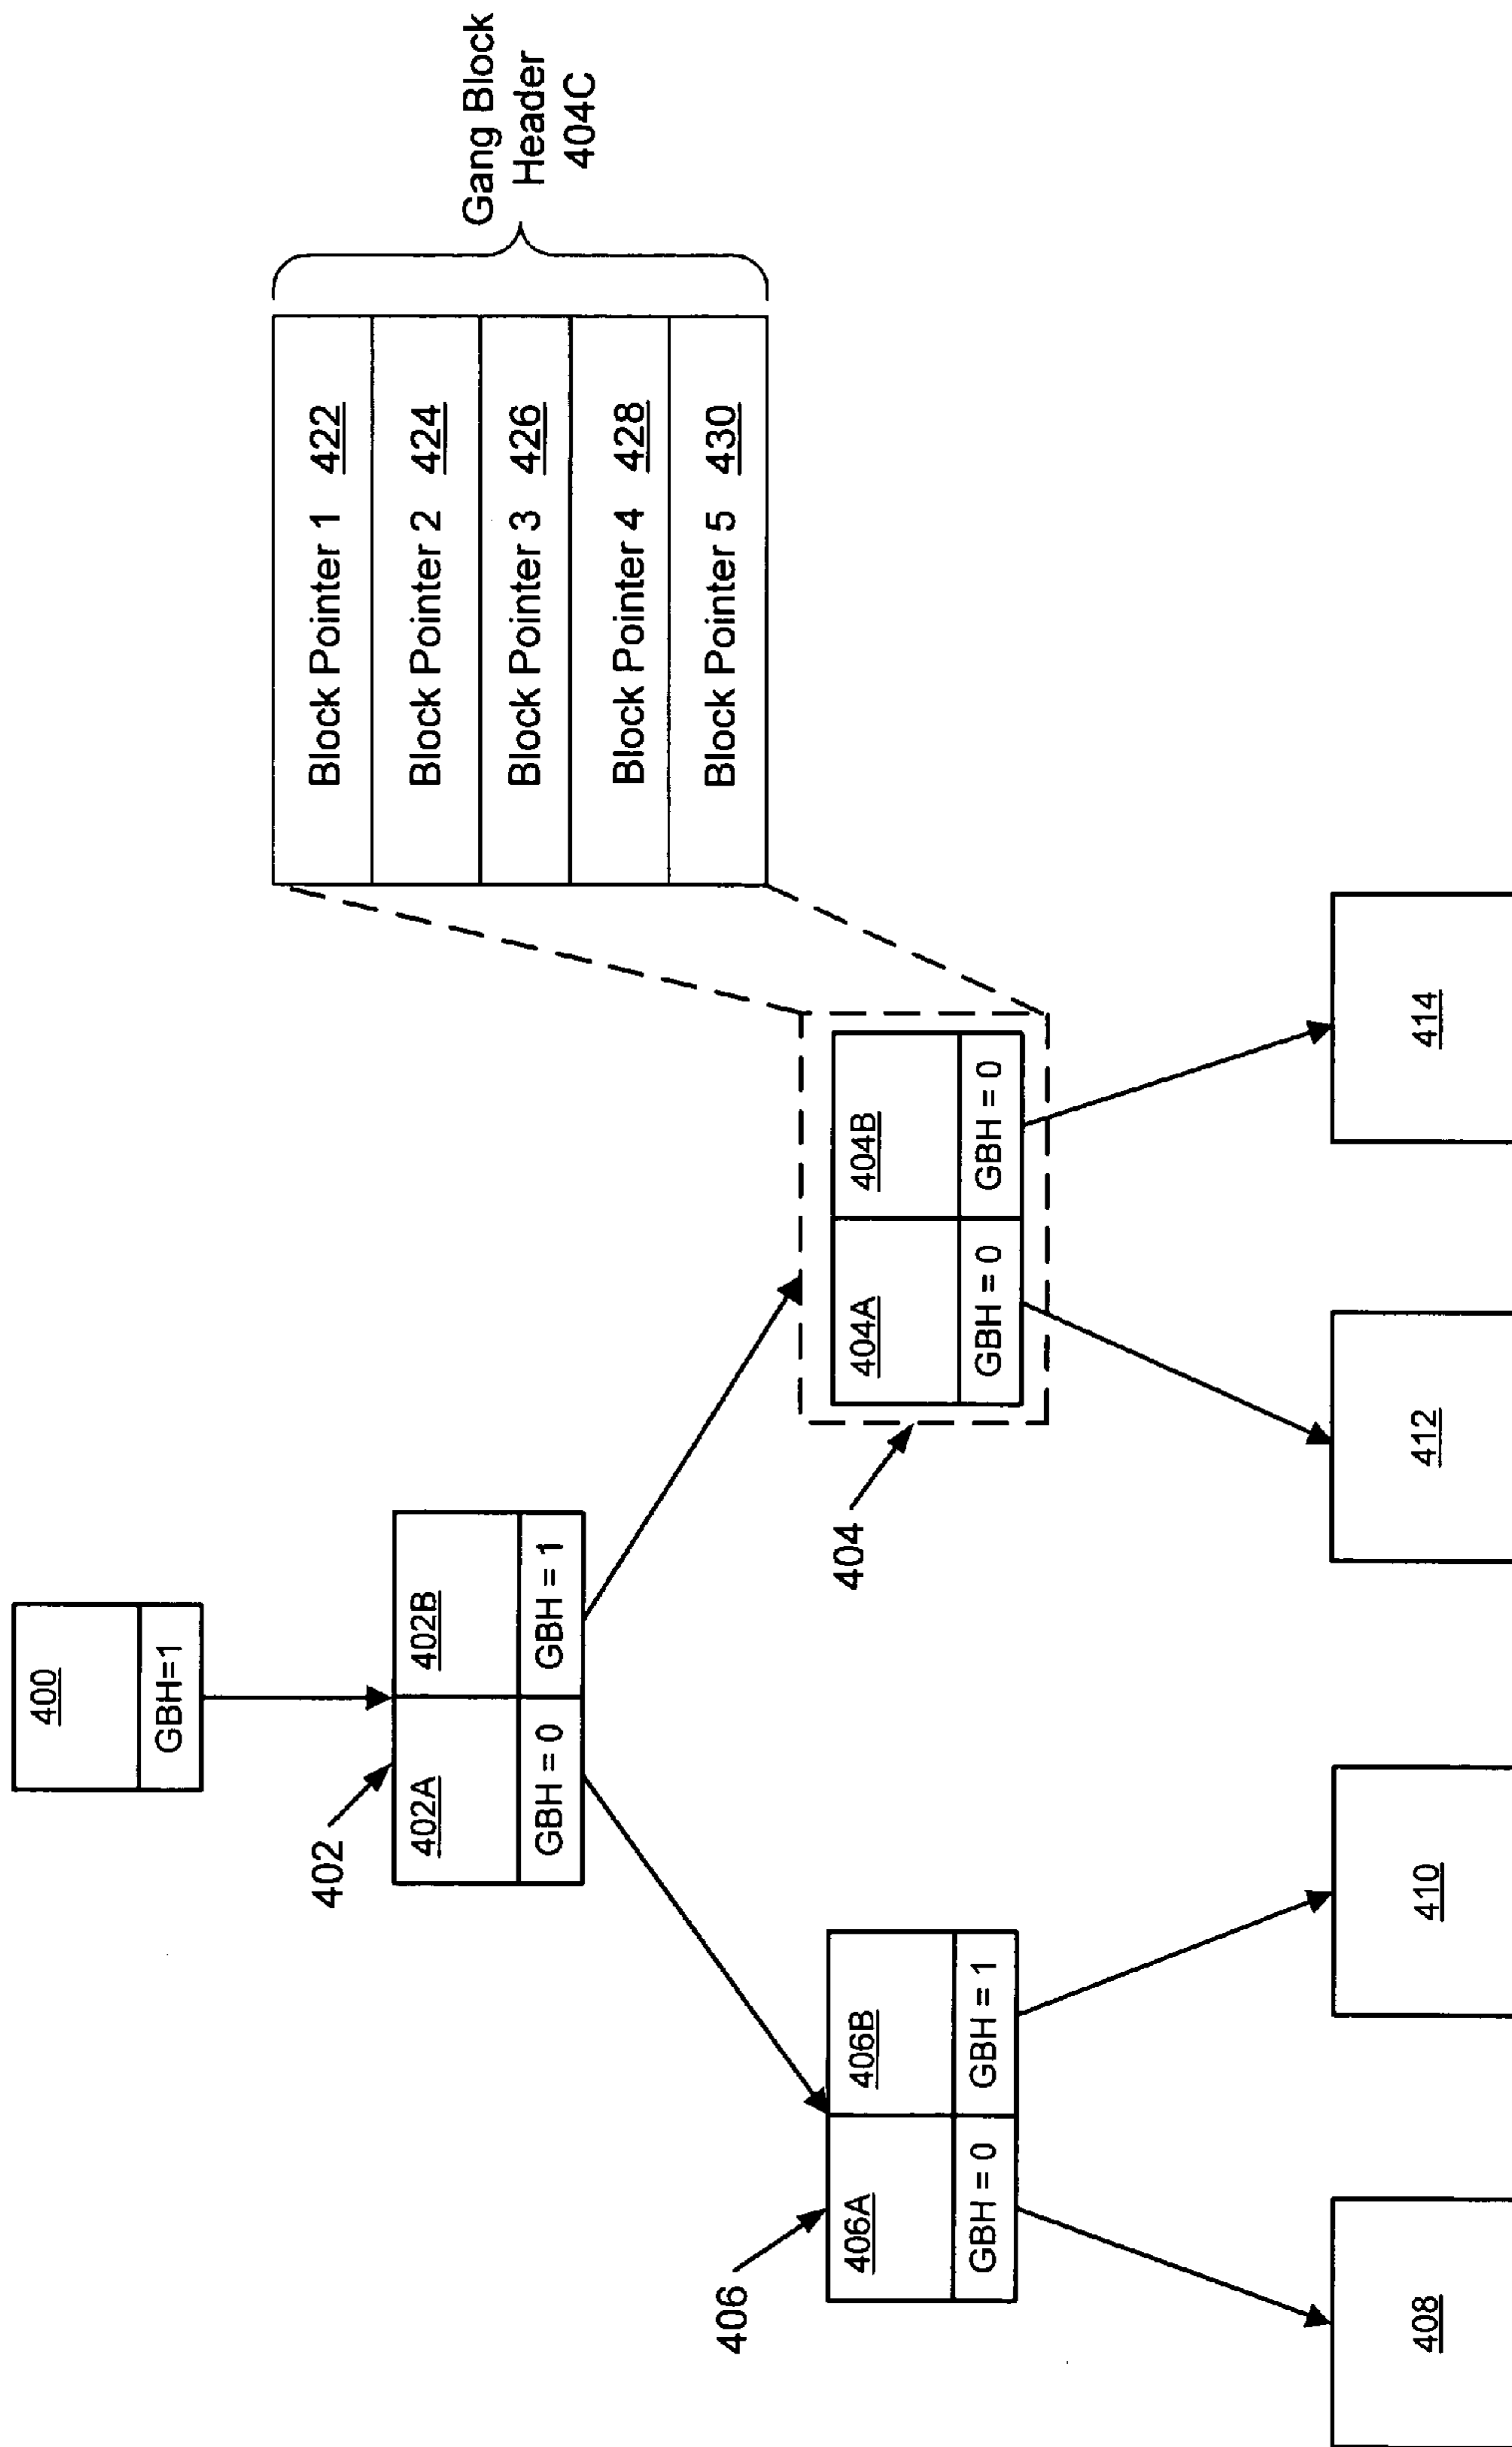 400
GBH=1
402
402A
402B
GBH = 0
GBH = 1
406
406A
406B
GBH = 0
GBH = 1
404
404A
404B
GBH = 0
GBH = 0
Block Pointer 1 422
Block Pointer 2 424
Block Pointer 3 426
Block Pointer 4 428
Block Pointer 5 430
Gang Block
Header
404C
408
410
412
414